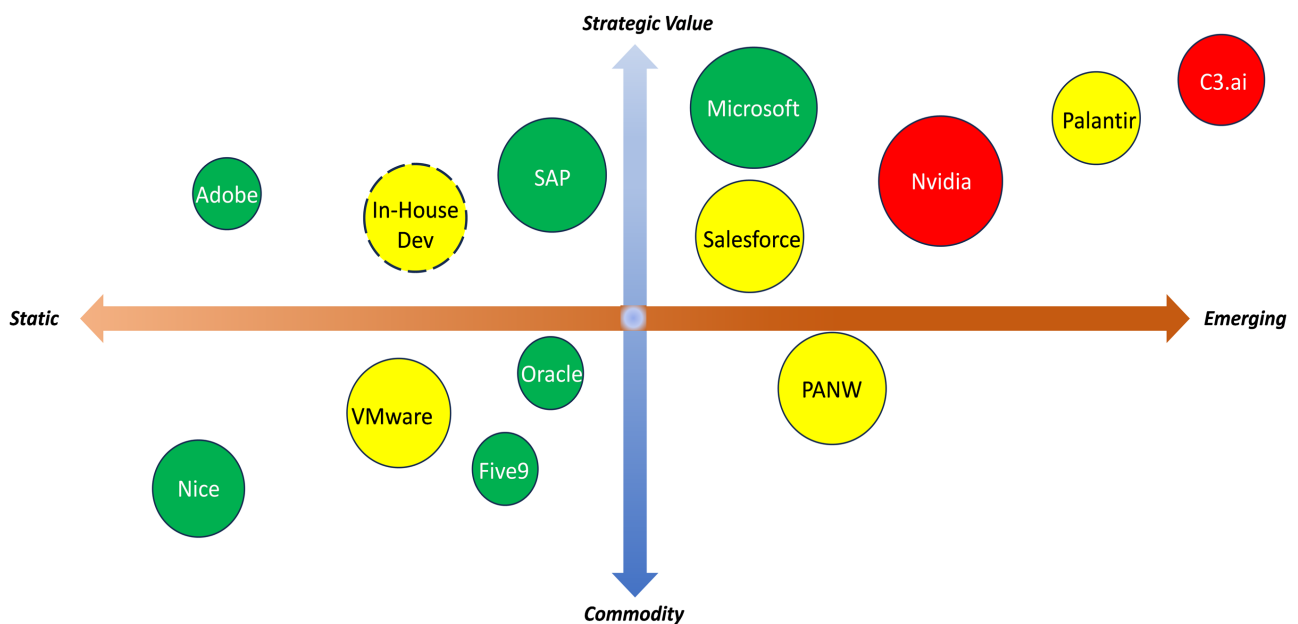 Strategic Value
C3.ai
Microsoft
Palantir
SAP
Nvidia
Adobe
In-House
Dev
Salesforce
Static
Emerging
Oracle
PANW
VMware
Five9
Nice
Commodity